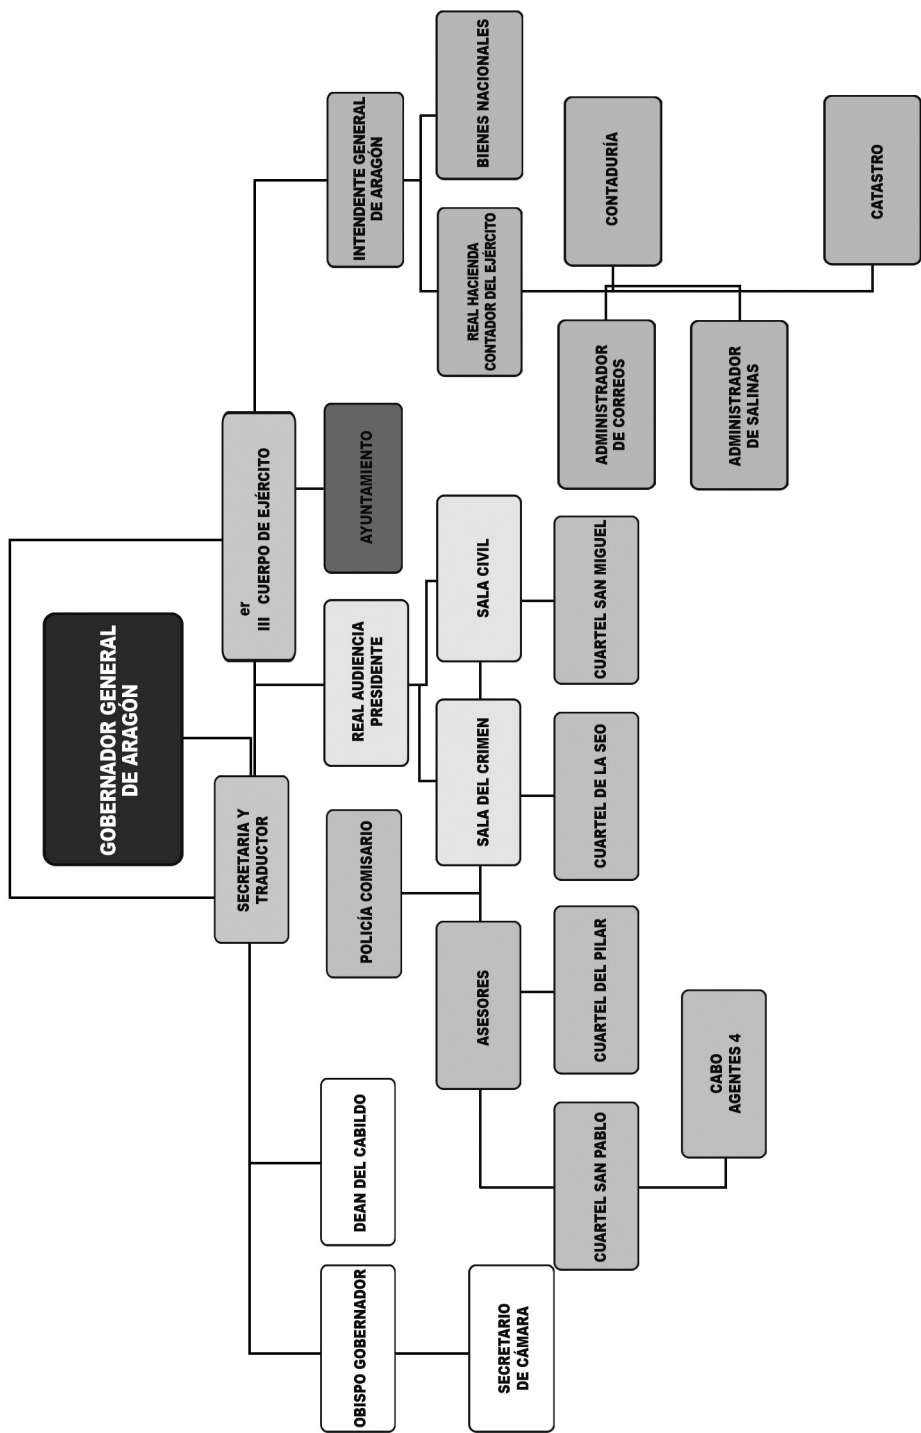 GOBERNADOR GENERAL
DE ARAGÓN
SECRETARIA Y
TRADUCTOR
III er CUERPO DE EJÉRCITO
OBISPO GOBERNADOR
DEAN DEL CABILDO
POLICÍA COMISARIO
REAL AUDIENCIA
PRESIDENTE
AYUNTAMIENTO
INTENDENTE GENERAL
DE ARAGÓN
SECRETARIO
DE CÁMARA
ASESORES
SALA DEL CRIMEN
SALA CIVIL
REAL HACIENDA
CONTADOR DEL EJÉRCITO
BIENES NACIONALES
CUARTEL SAN PABLO
CUARTEL DEL PILAR
CUARTEL DE LA SEO
CUARTEL SAN MIGUEL
ADMINISTRADOR
DE CORREOS
CONTADURÍA
CABO
AGENTES 4
ADMINISTRADOR
DE SALINAS
CATASTRO